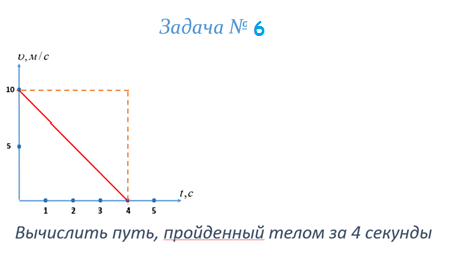 Задача № 6
υ, м / с
10
5
t, с
1 2 3 4 5
Вычислить путь, пройденный телом за 4 секунды